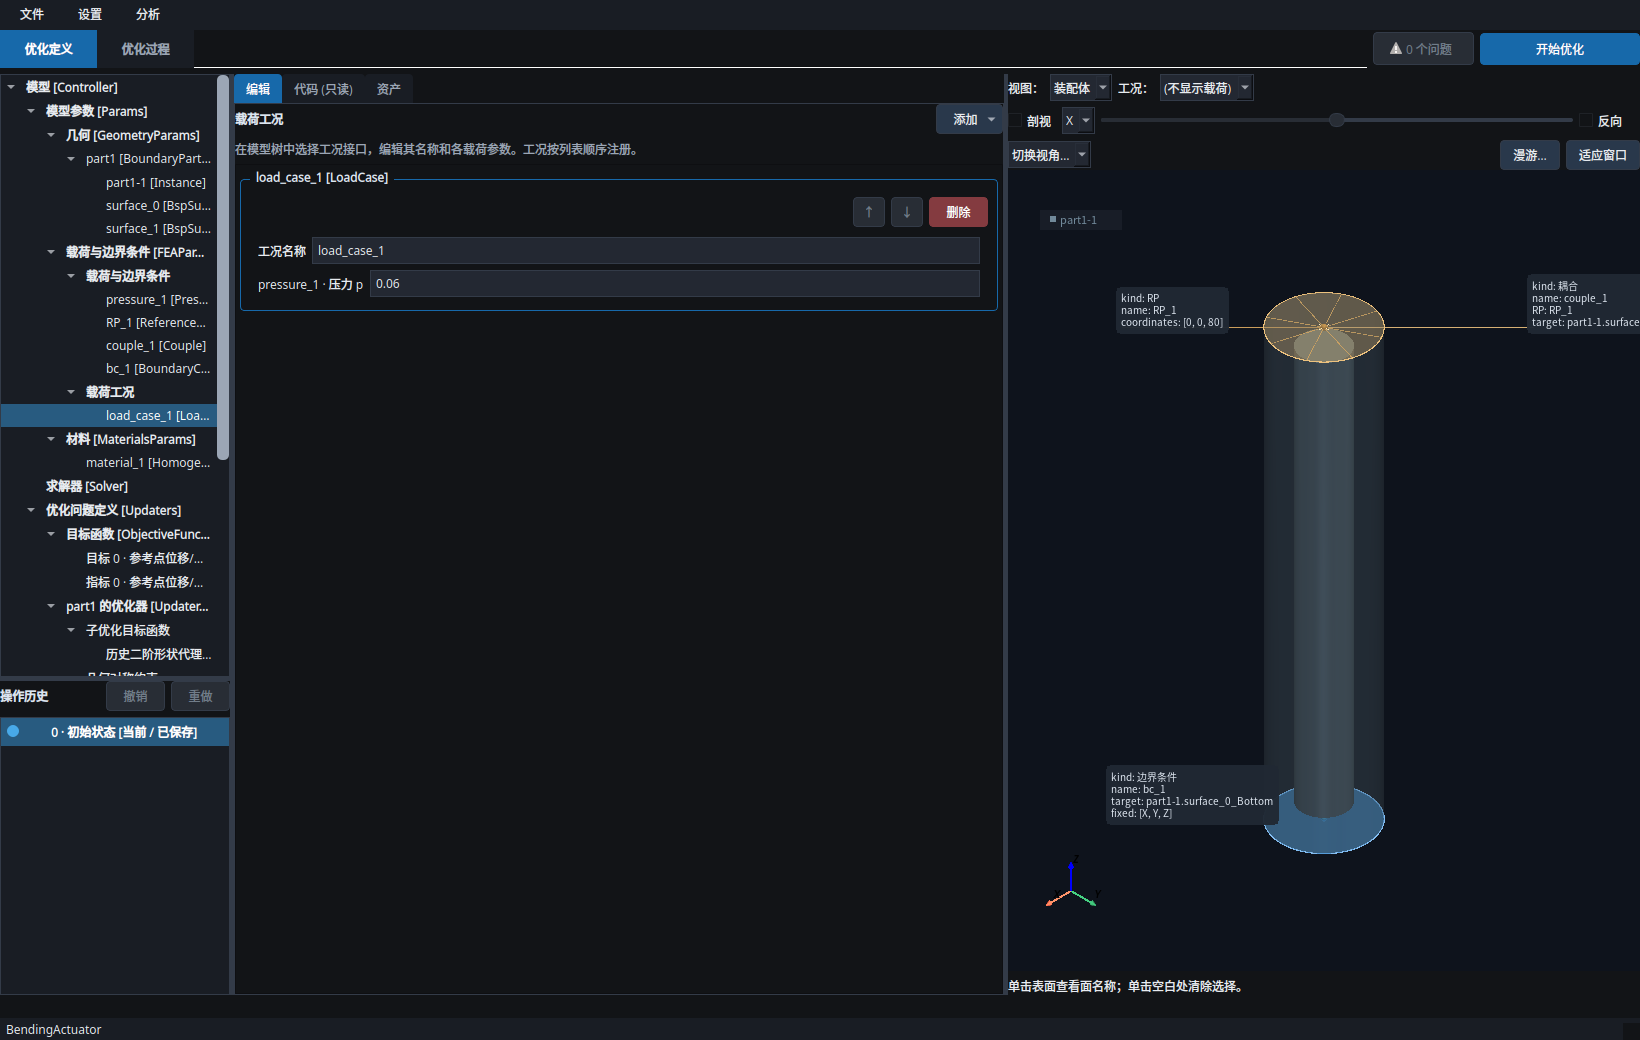 文件 设置 分析
优化定义 优化过程 0 个问题 开始优化
模型 [Controller]
模型参数 [Params]
几何 [GeometryParams]
part1 [BoundaryPart...
part1-1 [Instance]
surface_0 [BspSu...
surface_1 [BspSu...
载荷与边界条件 [FEAPar...
载荷与边界条件
pressure_1 [Pres...
RP_1 [Reference...
couple_1 [Couple]
bc_1 [BoundaryC...
载荷工况
load_case_1 [Loa...
材料 [MaterialsParams]
material_1 [Homoge...
求解器 [Solver]
优化问题定义 [Updaters]
目标函数 [ObjectiveFunc...
目标 0 · 参考点位移/...
指标 0 · 参考点位移/...
part1 的优化器 [Updater...
子优化目标函数
历史二阶形状代理...
操作历史 撤销 重做
0 · 初始状态 [当前 / 已保存]
编辑 代码 (只读) 资产
载荷工况 添加
在模型树中选择工况接口，编辑其名称和各载荷参数。工况按列表顺序注册。
load_case_1 [LoadCase]
↑ ↓ 删除
工况名称 load_case_1
pressure_1 · 压力 p 0.06
视图： 装配体 工况： (不显示载荷)
剖视 X 反向
切换视角... 漫游... 适应窗口
part1-1
kind: RP
name: RP_1
coordinates: [0, 0, 80]
kind: 耦合
name: couple_1
RP: RP_1
target: part1-1.surface
kind: 边界条件
name: bc_1
target: part1-1.surface_0_Bottom
fixed: [X, Y, Z]
Z
Y
单击表面查看面名称；单击空白处清除选择。
BendingActuator